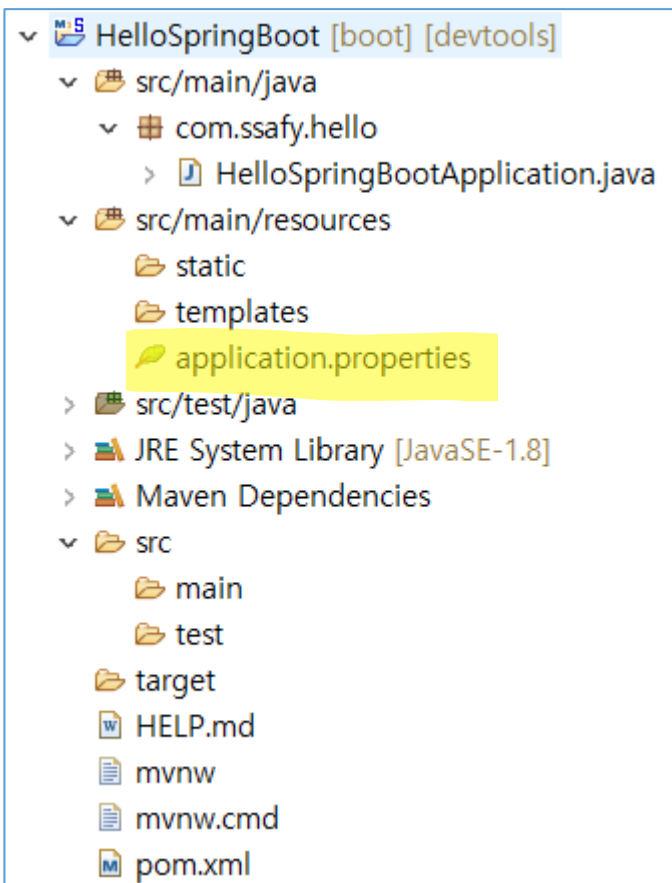 HelloSpringBoot [boot] [devtools]
src/main/java
com.ssafy.hello
HelloSpringBootApplication.java
src/main/resources
static
templates
application.properties
src/test/java
JRE System Library [JavaSE-1.8]
Maven Dependencies
src
main
test
target
HELP.md
mvnw
mvnw.cmd
pom.xml